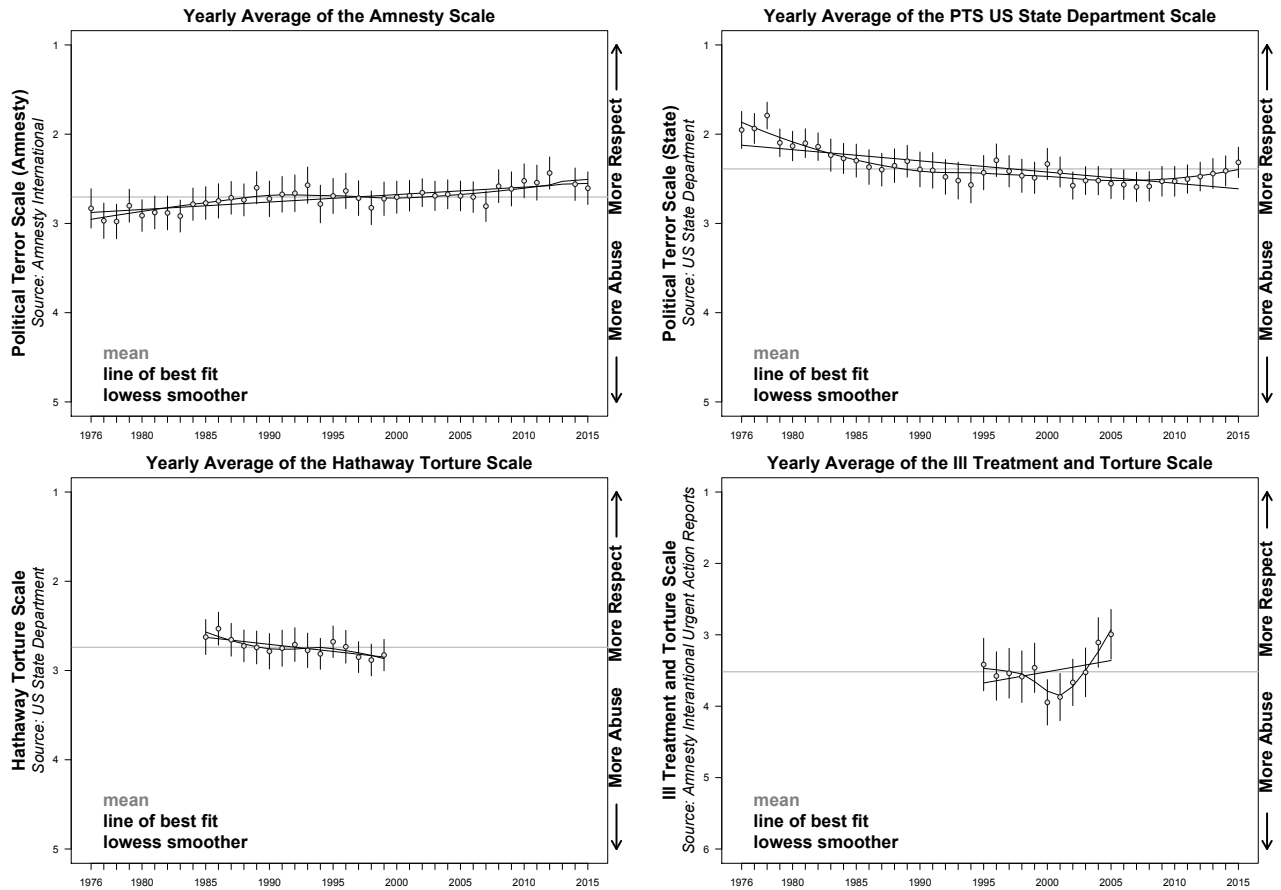 Yearly Average of the Amnesty Scale
Political Terror Scale (Amnesty)
Source: Amnesty International
1
2
3
4
5
More Abuse
More Respect
mean
line of best fit
lowess smoother
1976 1980 1985 1990 1995 2000 2005 2010 2015
Yearly Average of the PTS US State Department Scale
Political Terror Scale (State)
Source: US State Department
1
2
3
4
5
More Abuse
More Respect
mean
line of best fit
lowess smoother
1976 1980 1985 1990 1995 2000 2005 2010 2015
Yearly Average of the Hathaway Torture Scale
Hathaway Torture Scale
Source: US State Department
1
2
3
4
5
More Abuse
More Respect
mean
line of best fit
lowess smoother
1976 1980 1985 1990 1995 2000 2005 2010 2015
Yearly Average of the Ill Treatment and Torture Scale
Ill Treatment and Torture Scale
Source: Amnesty Interantional Urgent Action Reports
1
2
3
4
5
6
More Abuse
More Respect
mean
line of best fit
lowess smoother
1976 1980 1985 1990 1995 2000 2005 2010 2015